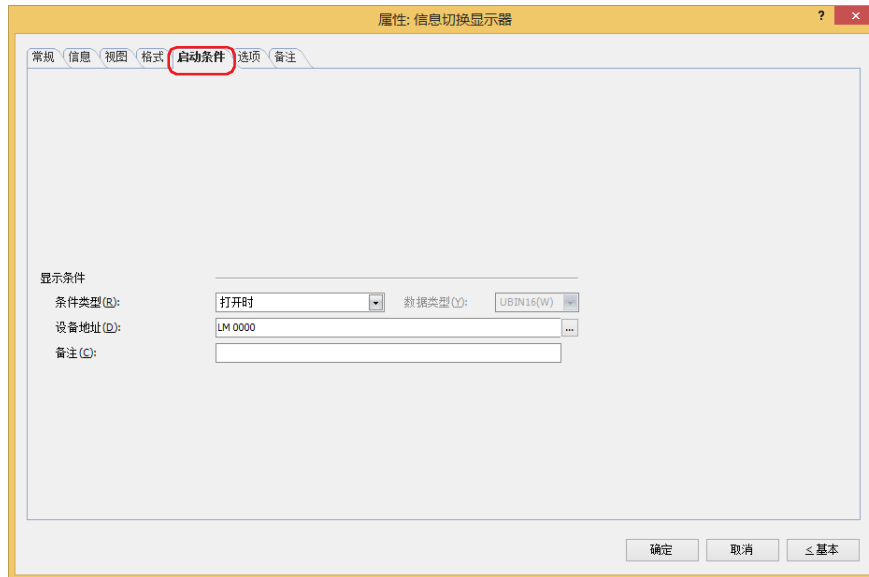 属性: 信息切换显示器
? ×
常规 信息 视图 格式 启动条件 选项 备注
显示条件
条件类型(R): 打开时 数据类型(Y): UBIN16(W)
设备地址(D): LM 0000 ...
备注(C):
确定 取消 ≤基本